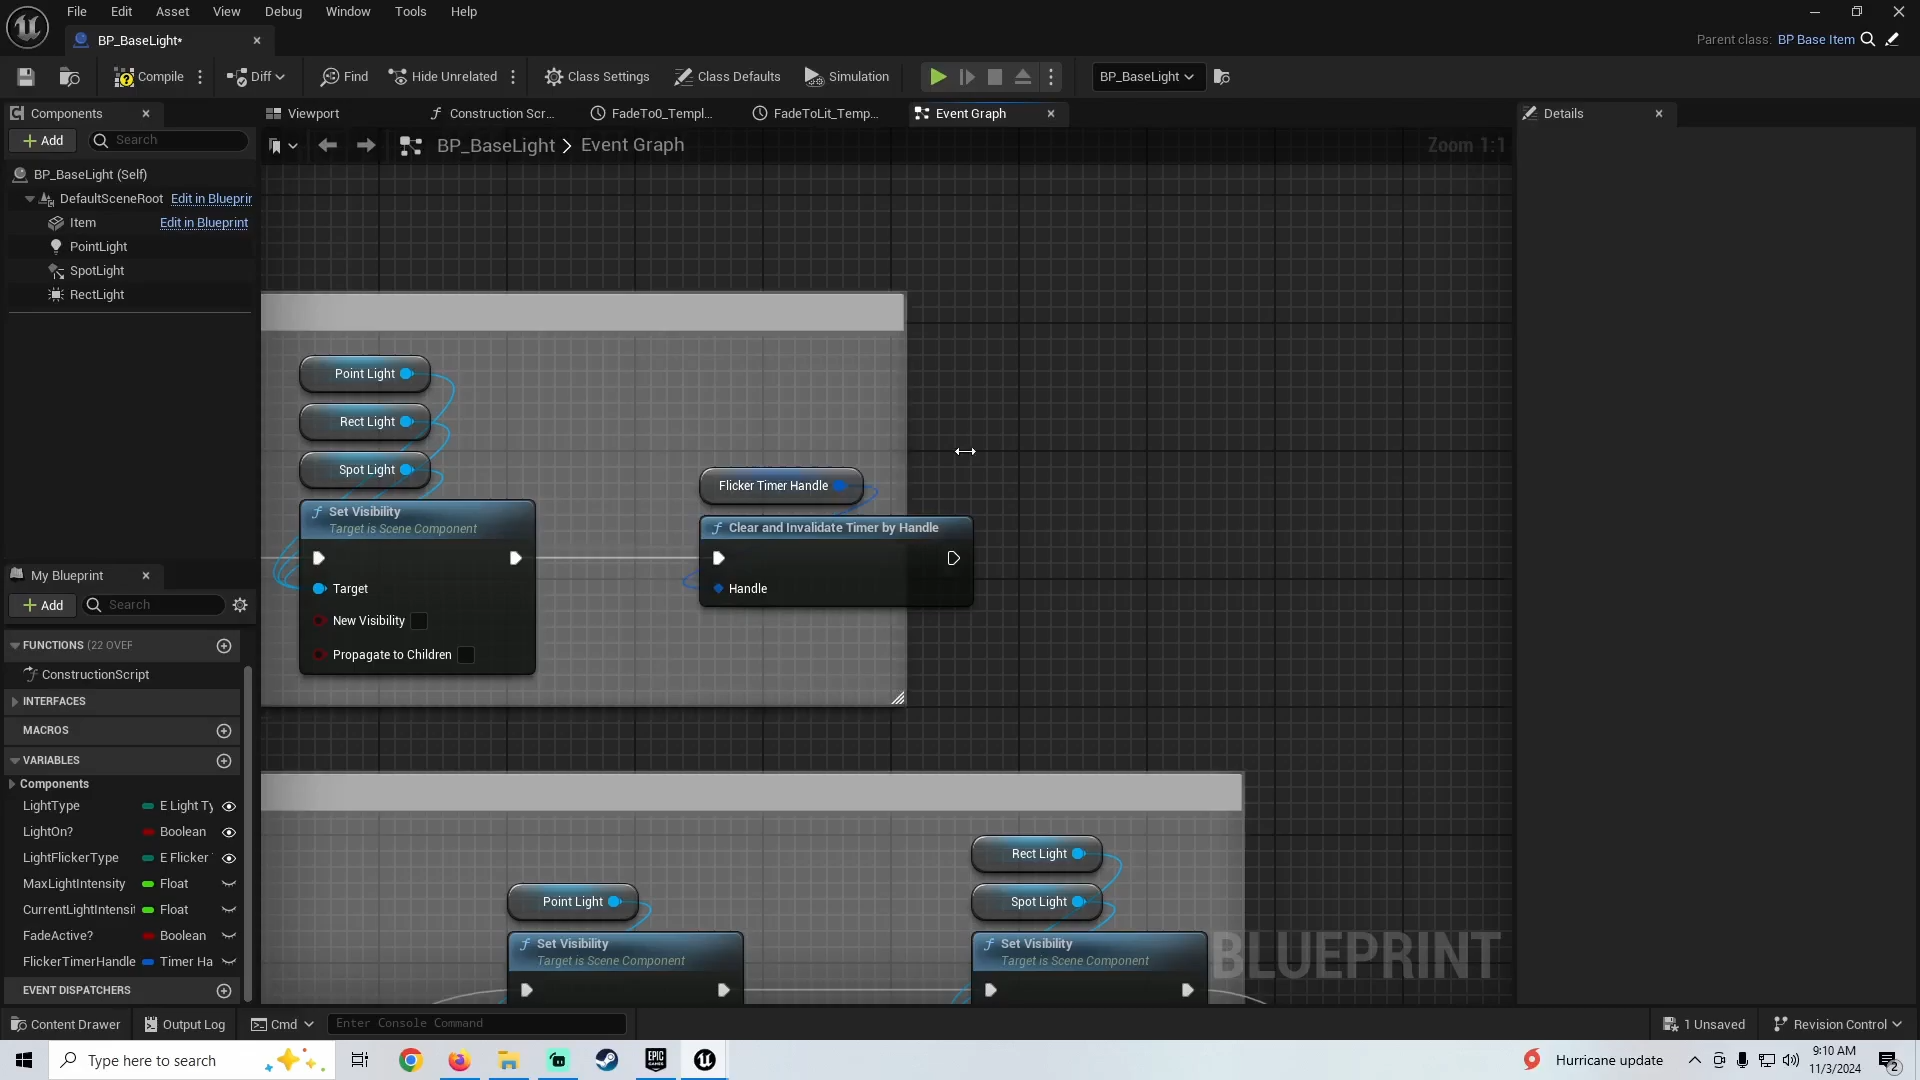 File Edit Asset View Debug Window Tools Help
BP_BaseLight*
Parent class: BP Base Item
Compile Diff Find Hide Unrelated Class Settings Class Defaults Simulation BP_BaseLight
Components
Viewport Construction Scr... FadeTo0_Templ... FadeToLit_Temp... Event Graph
Details
Add Search
BP_BaseLight Event Graph
Zoom 1:1
BP_BaseLight (Self)
DefaultSceneRoot Edit in Blueprin
Item Edit in Blueprint
PointLight
SpotLight
RectLight
Point Light
Rect Light
Spot Light
Flicker Timer Handle
Set Visibility
Target is Scene Component
Clear and Invalidate Timer by Handle
Target
Handle
New Visibility
Propagate to Children
My Blueprint
Add Search
FUNCTIONS (22 OVER
ConstructionScript
INTERFACES
MACROS
VARIABLES
Components
LightType E Light Ty
LightOn? Boolean
LightFlickerType E Flicker
MaxLightIntensity Float
CurrentLightIntensit Float
FadeActive? Boolean
FlickerTimerHandle Timer Ha
EVENT DISPATCHERS
Rect Light
Point Light
Spot Light
Set Visibility
Target is Scene Component
Set Visibility
Target is Scene Component
BLUEPRINT
Content Drawer Output Log Cmd Enter Console Command 1 Unsaved Revision Control
Type here to search
EPIC GAMES
Hurricane update
9:10 AM
11/3/2024
2